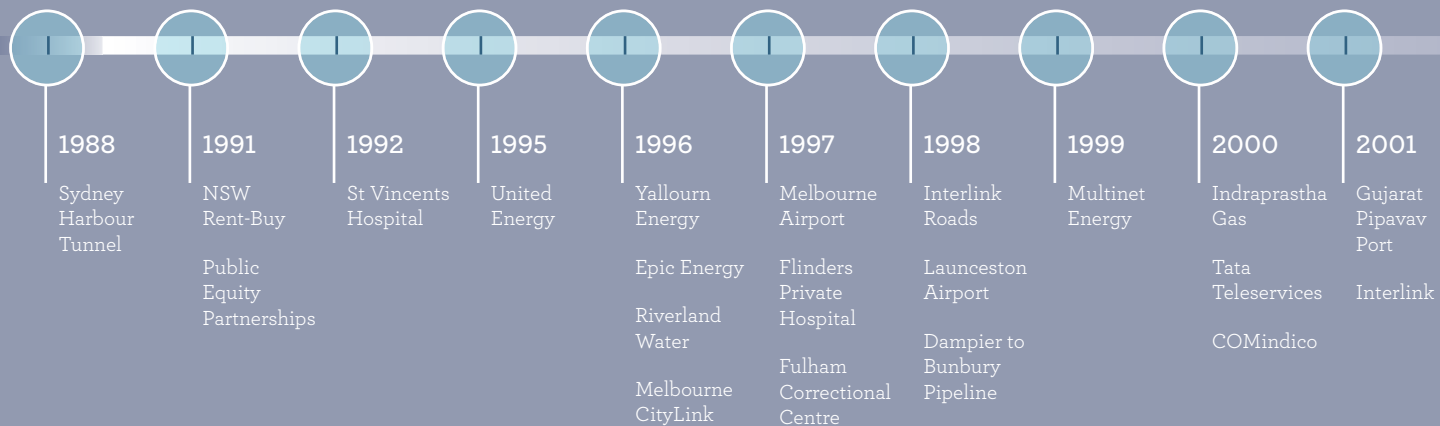 1988
Sydney
Harbour
Tunnel
1991
NSW
Rent-Buy
Public
Equity
Partnerships
1992
St Vincents
Hospital
1995
United
Energy
1996
Yallourn
Energy
Epic Energy
Riverland
Water
Melbourne
CityLink
1997
Melbourne
Airport
Flinders
Private
Hospital
Fulham
Correctional
Centre
1998
Interlink
Roads
Launceston
Airport
Dampier to
Bunbury
Pipeline
1999
Multinet
Energy
2000
Indraprastha
Gas
Tata
Teleservices
COMindico
2001
Gujarat
Pipavav
Port
Interlink